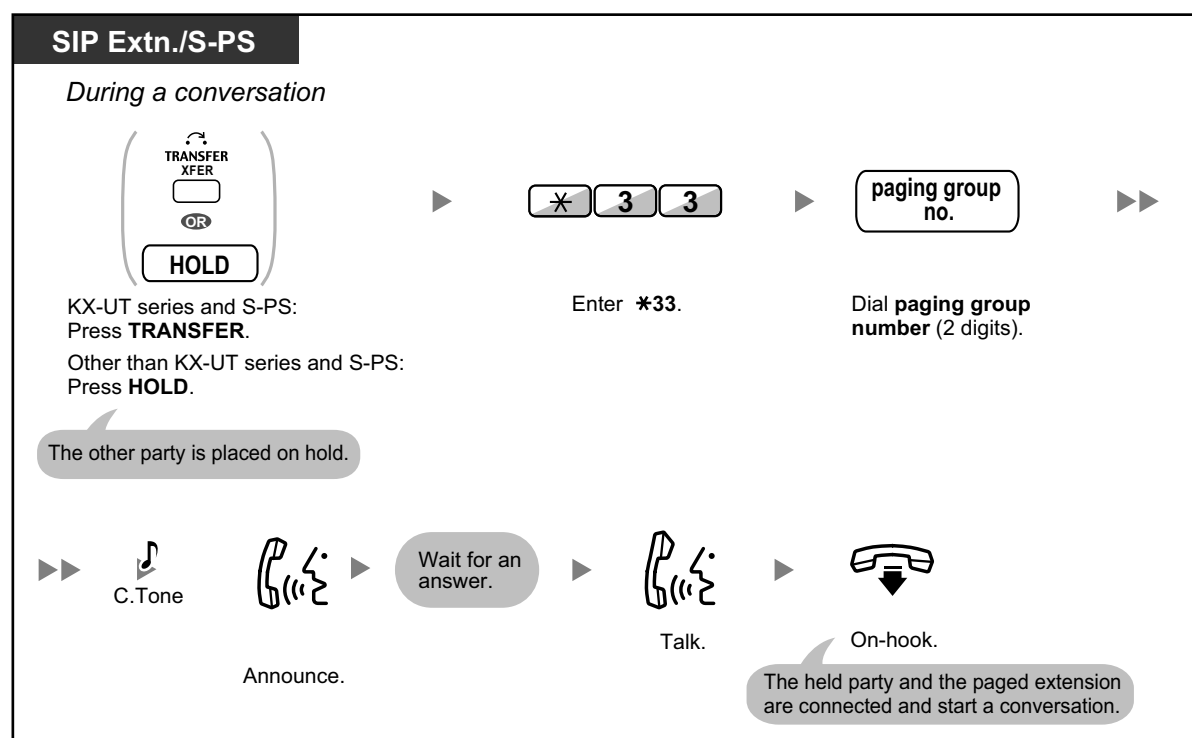 SIP Extn./S-PS
During a conversation
TRANSFER
XFER
OR
HOLD
KX-UT series and S-PS:
Press TRANSFER.
Other than KX-UT series and S-PS:
Press HOLD.
The other party is placed on hold.
* 3 3
Enter *33.
paging group
no.
Dial paging group
number (2 digits).
C.Tone
Announce.
Wait for an
answer.
Talk.
On-hook.
The held party and the paged extension
are connected and start a conversation.